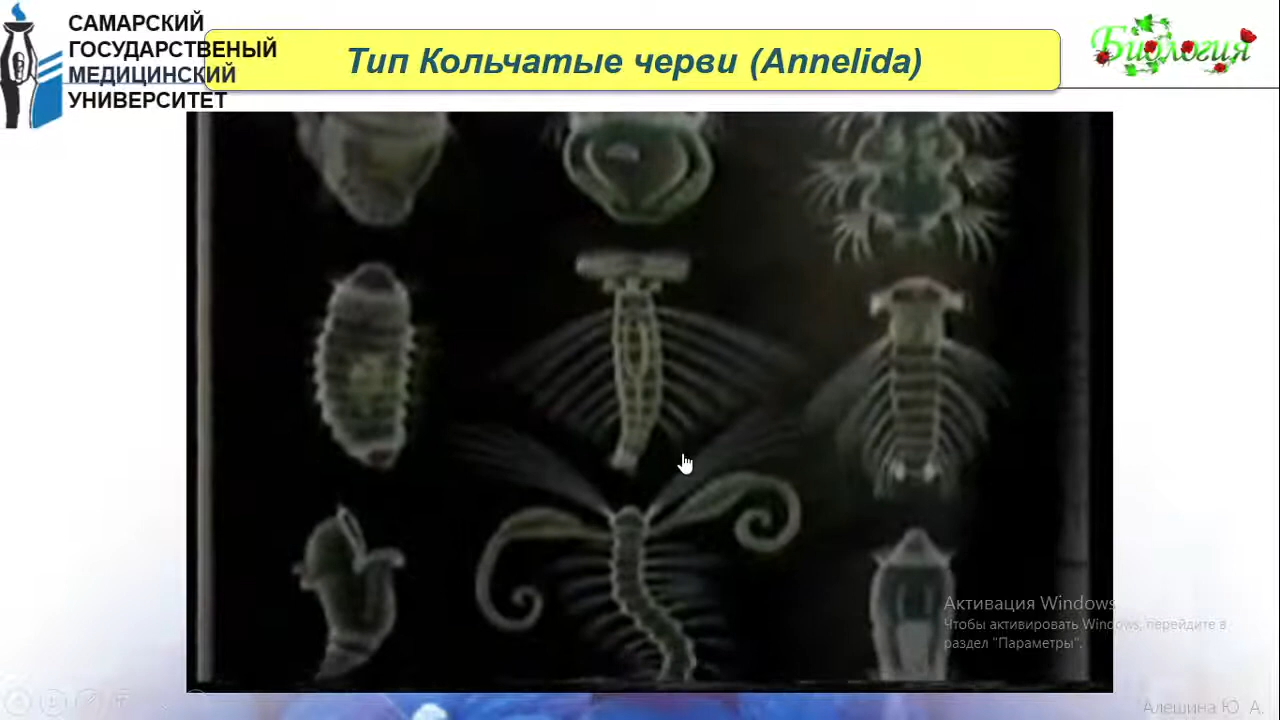 САМАРСКИЙ
ГОСУДАРСТВЕНЫЙ
МЕДИЦИНСКИЙ
УНИВЕРСИТЕТ
Тип Кольчатые черви (Annelida)
Биология
Активация Windows
Чтобы активировать Windows, перейдите в
раздел "Параметры".
Алешина Ю. А.